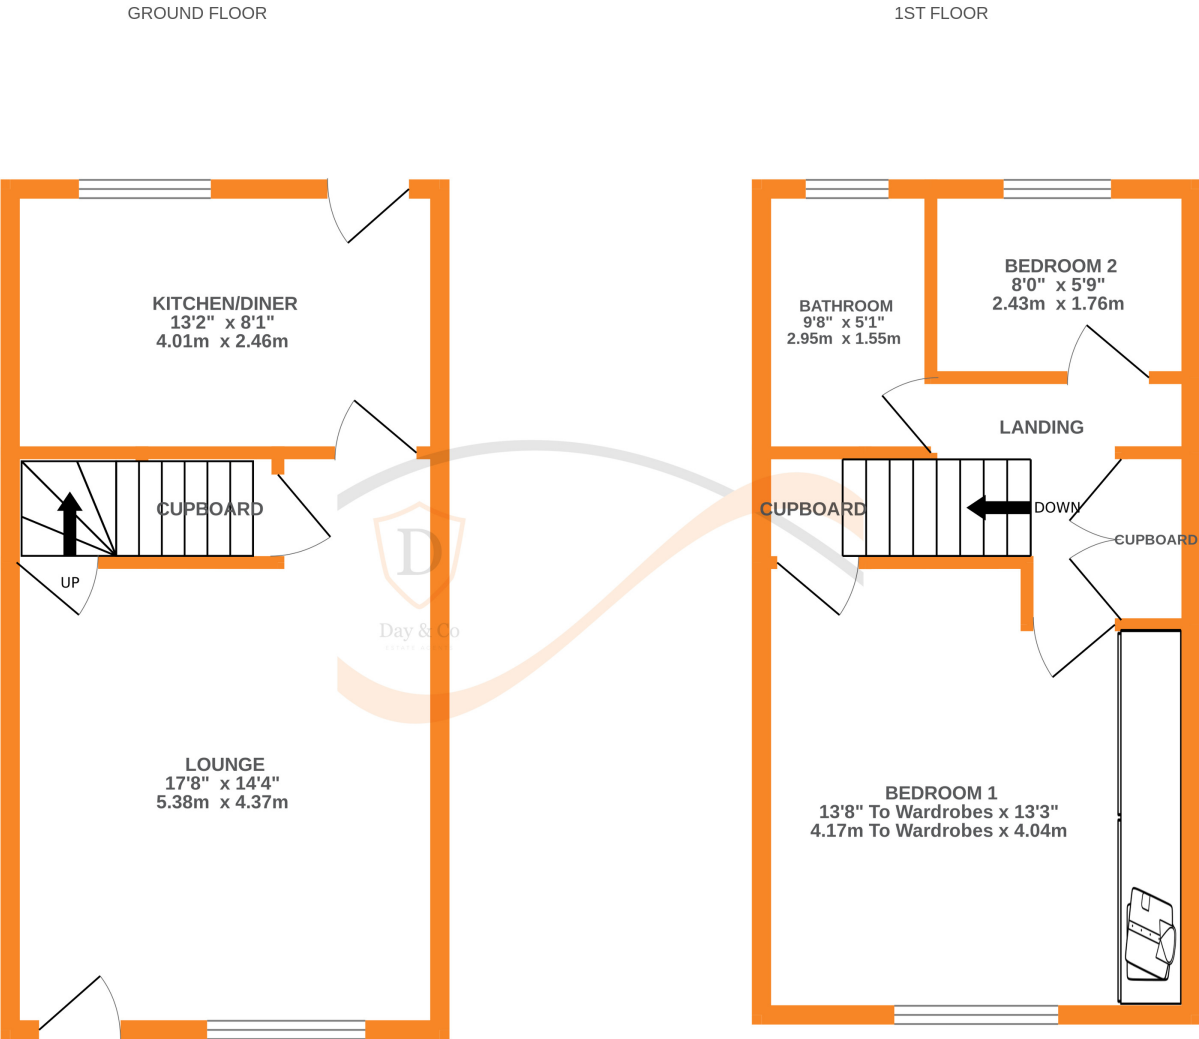 GROUND FLOOR
KITCHEN/DINER
13'2" x 8'1"
4.01m x 2.46m
CUPBOARD
UP
D
Day & Co
LOUNGE
17'8" x 14'4"
5.38m x 4.37m
1ST FLOOR
BATHROOM
9'8" x 5'1"
2.95m x 1.55m
BEDROOM 2
8'0" x 5'9"
2.43m x 1.76m
LANDING
CUPBOARD
DOWN
CUPBOARD
BEDROOM 1
13'8" To Wardrobes x 13'3"
4.17m To Wardrobes x 4.04m